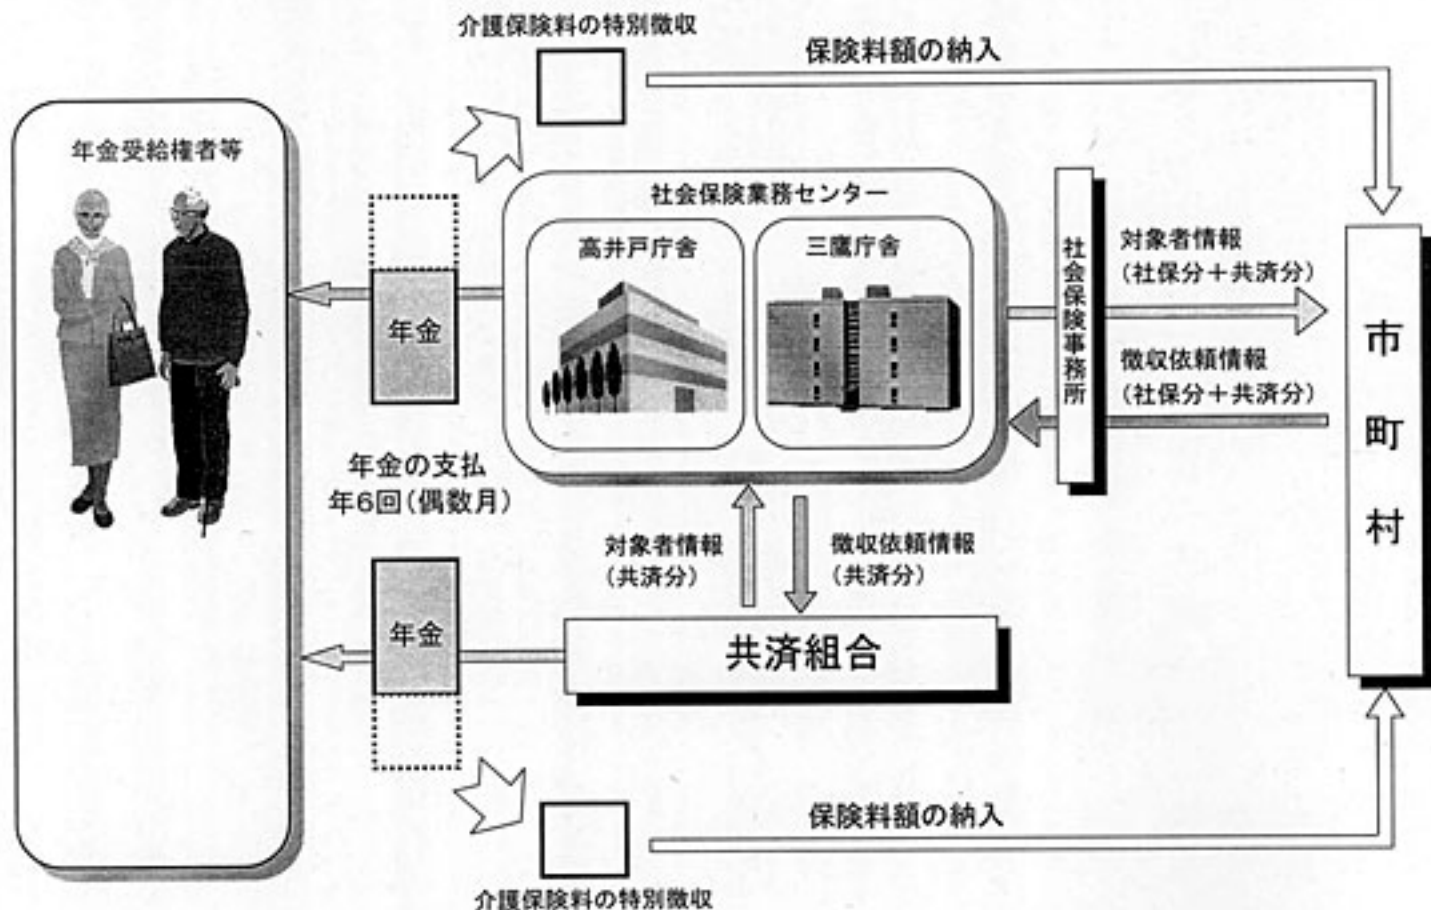 介護保険料の特別徴収
保険料額の納入
年金受給権者等
社会保険業務センター
高井戸庁舎
三鷹庁舎
年金
社会保険事務所
対象者情報
(社保分+共済分)
徴収依頼情報
(社保分+共済分)
市町村
年金の支払
年6回(偶数月)
対象者情報
(共済分)
徴収依頼情報
(共済分)
年金
共済組合
保険料額の納入
介護保険料の特別徴収